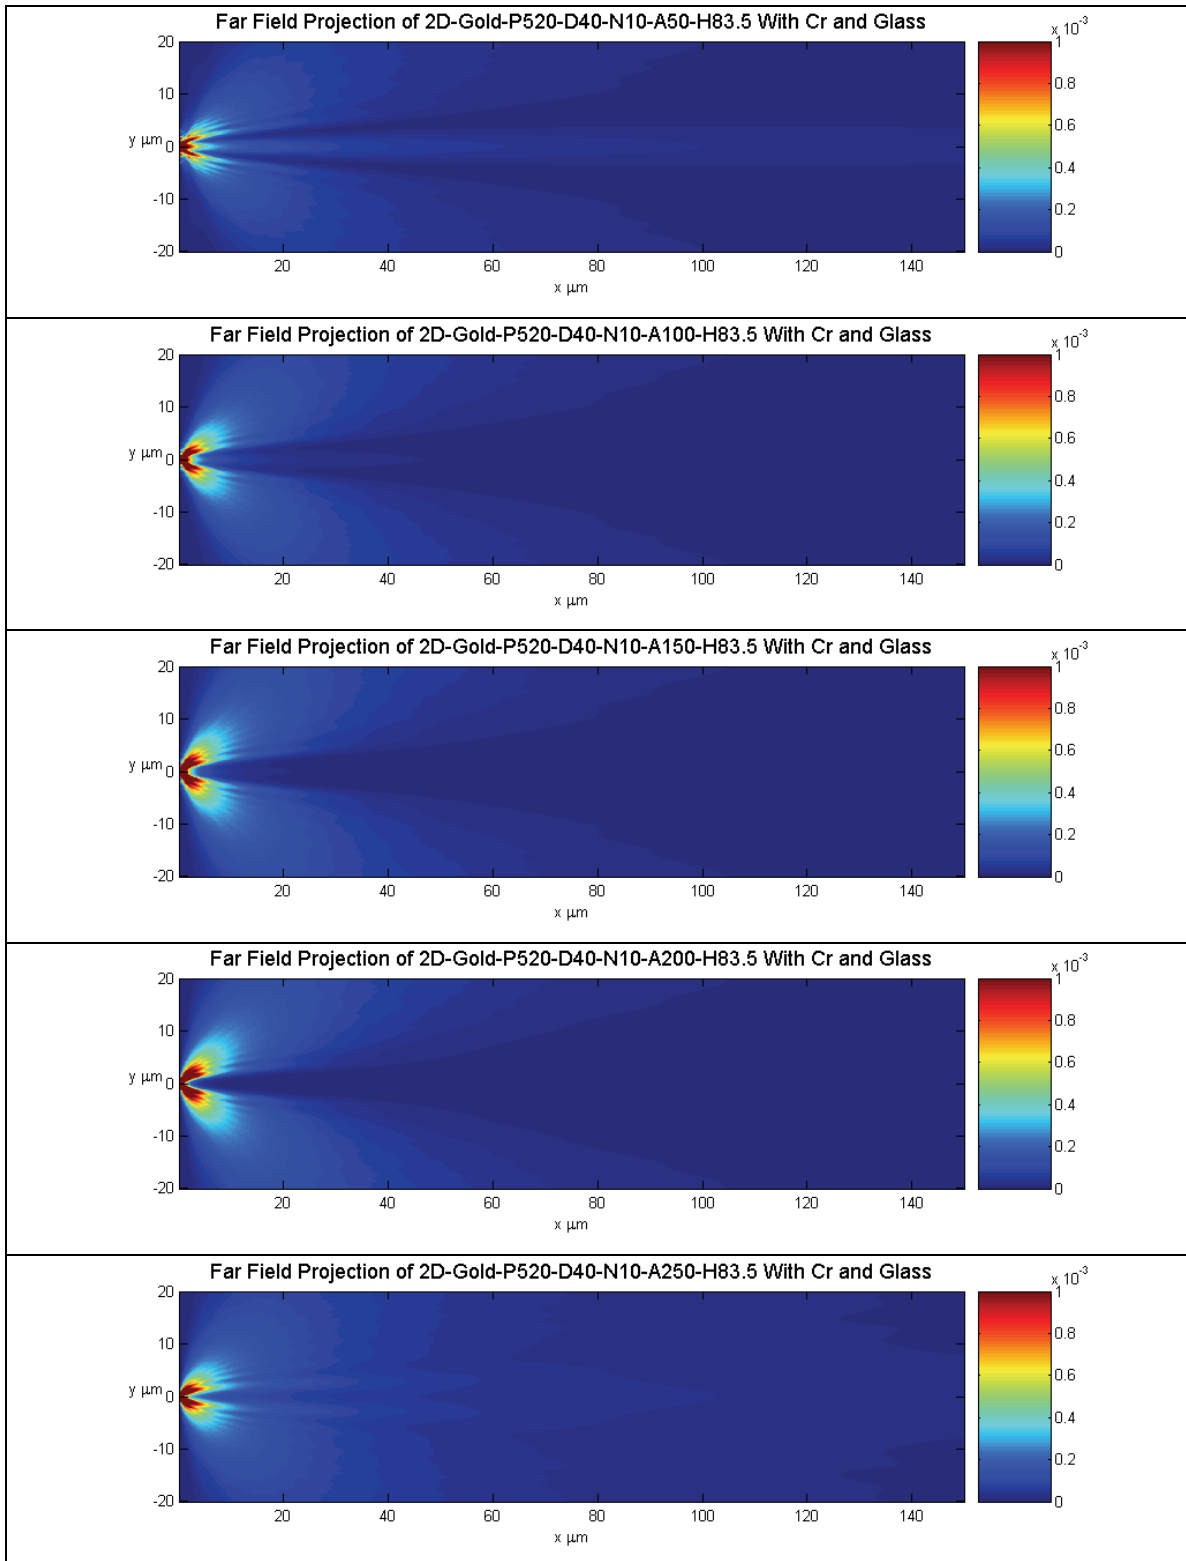 Far Field Projection of 2D-Gold-P520-D40-N10-A50-H83.5 With Cr and Glass
x 10-3
20
10
y μm 0
-10
-20
20 40 60 80 100 120 140
x μm
1
0.8
0.6
0.4
0.2
0
Far Field Projection of 2D-Gold-P520-D40-N10-A100-H83.5 With Cr and Glass
x 10-3
20
10
y μm 0
-10
-20
20 40 60 80 100 120 140
x μm
1
0.8
0.6
0.4
0.2
0
Far Field Projection of 2D-Gold-P520-D40-N10-A150-H83.5 With Cr and Glass
x 10-3
20
10
y μm 0
-10
-20
20 40 60 80 100 120 140
x μm
1
0.8
0.6
0.4
0.2
0
Far Field Projection of 2D-Gold-P520-D40-N10-A200-H83.5 With Cr and Glass
x 10-3
20
10
y μm 0
-10
-20
20 40 60 80 100 120 140
x μm
1
0.8
0.6
0.4
0.2
0
Far Field Projection of 2D-Gold-P520-D40-N10-A250-H83.5 With Cr and Glass
x 10-3
20
10
y μm 0
-10
-20
20 40 60 80 100 120 140
x μm
1
0.8
0.6
0.4
0.2
0